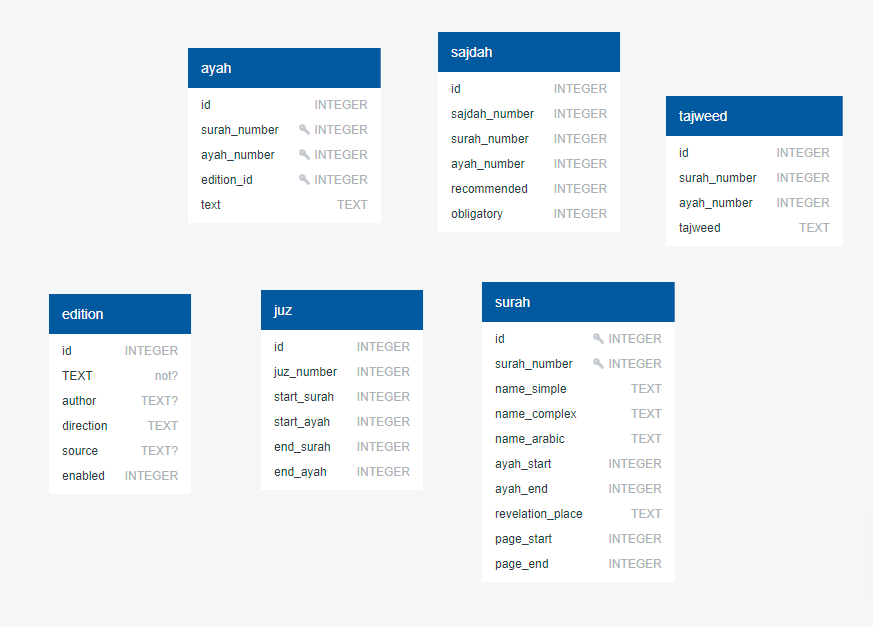 ayah
id INTEGER
surah_number INTEGER
ayah_number INTEGER
edition_id INTEGER
text TEXT
sajdah
id INTEGER
sajdah_number INTEGER
surah_number INTEGER
ayah_number INTEGER
recommended INTEGER
obligatory INTEGER
tajweed
id INTEGER
surah_number INTEGER
ayah_number INTEGER
tajweed TEXT
edition
id INTEGER
TEXT not?
author TEXT?
direction TEXT
source TEXT?
enabled INTEGER
juz
id INTEGER
juz_number INTEGER
start_surah INTEGER
start_ayah INTEGER
end_surah INTEGER
end_ayah INTEGER
surah
id INTEGER
surah_number INTEGER
name_simple TEXT
name_complex TEXT
name_arabic TEXT
ayah_start INTEGER
ayah_end INTEGER
revelation_place TEXT
page_start INTEGER
page_end INTEGER